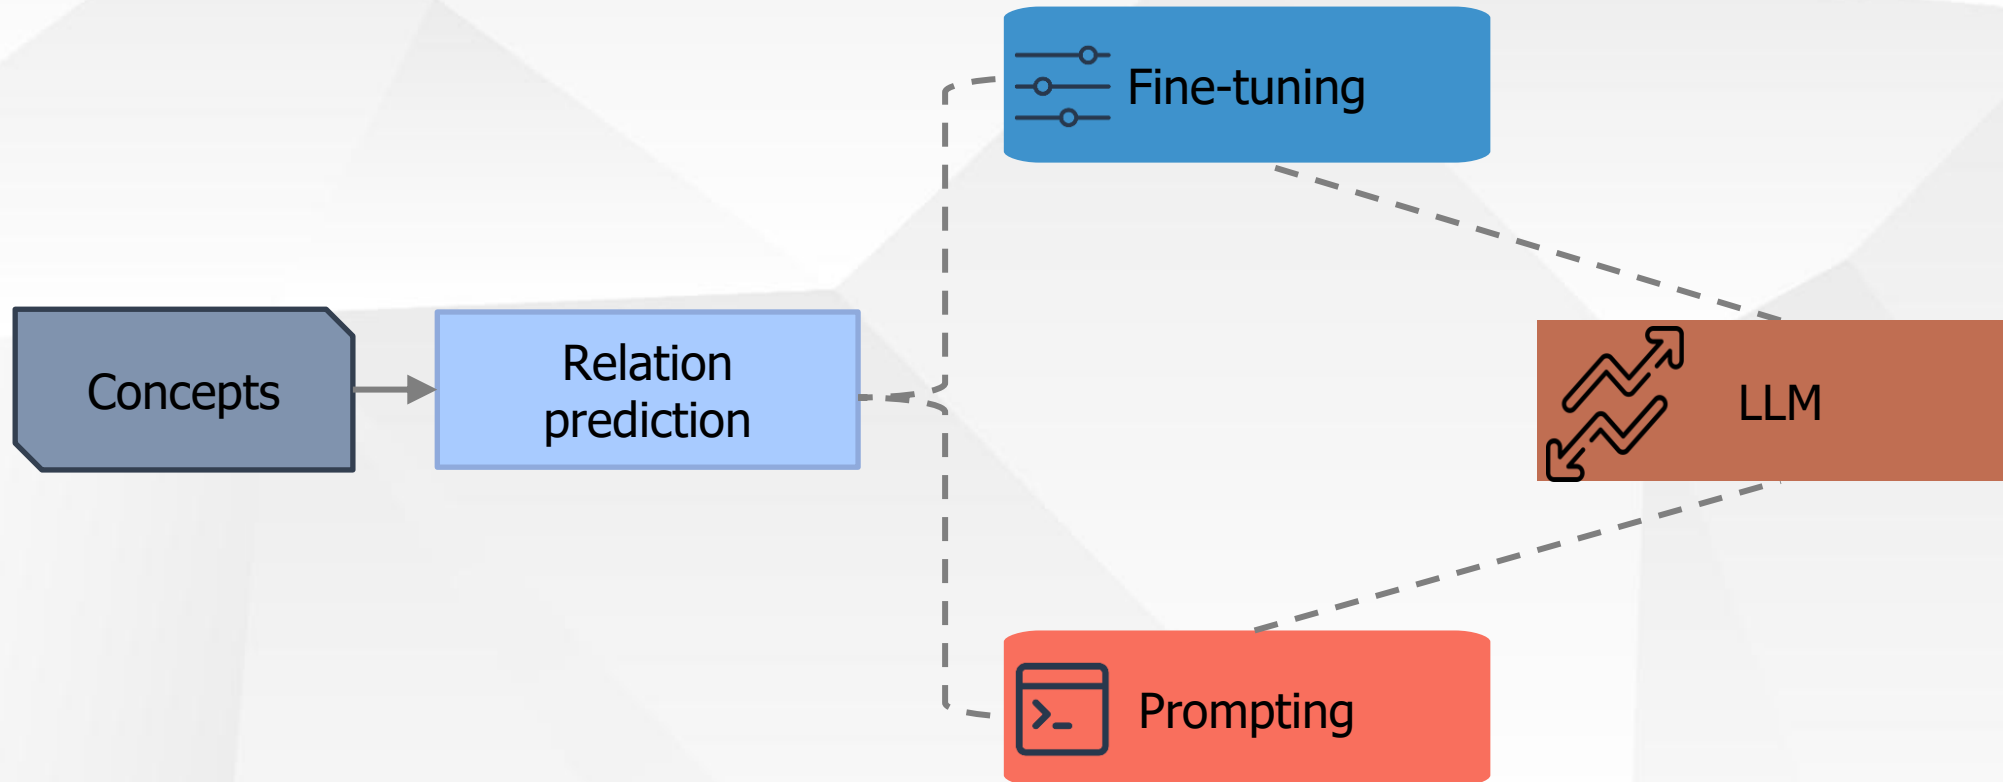 Fine-tuning
Concepts
Relation
prediction
LLM
Prompting